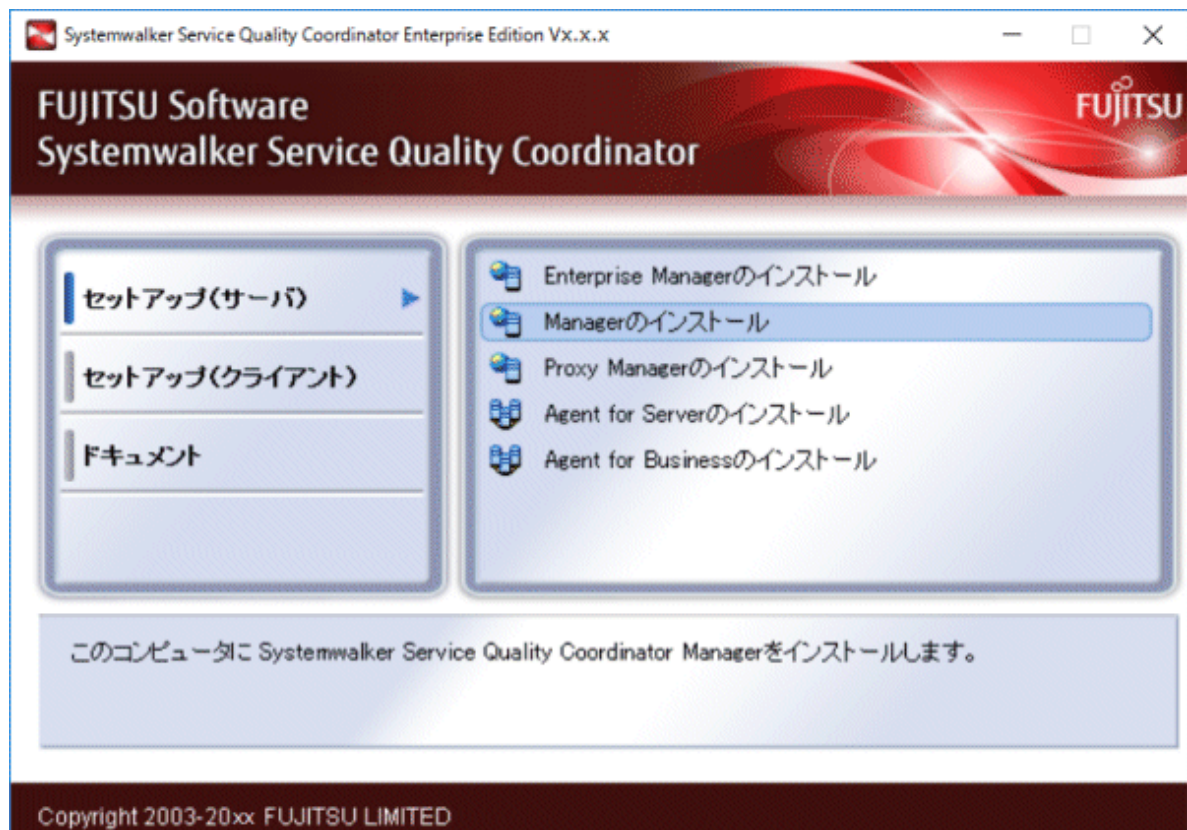 Systemwalker Service Quality Coordinator Enterprise Edition Vx.x.x
FUJITSU Software
Systemwalker Service Quality Coordinator
FUJITSU
セットアップ(サーバ)
セットアップ(クライアント)
ドキュメント
Enterprise Managerのインストール
Managerのインストール
Proxy Managerのインストール
Agent for Serverのインストール
Agent for Businessのインストール
このコンピュータに Systemwalker Service Quality Coordinator Managerをインストールします。
Copyright 2003-20xx FUJITSU LIMITED